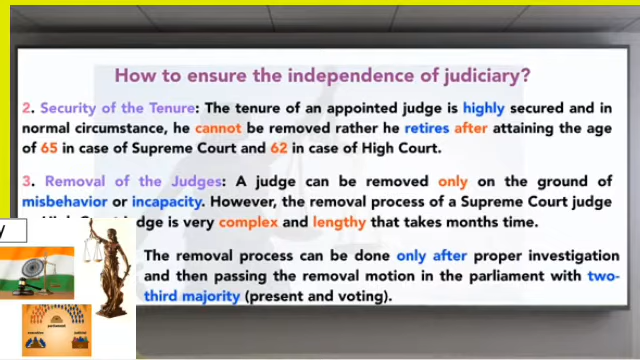 How to ensure the independence of judiciary?
2. Security of the Tenure: The tenure of an appointed judge is highly secured and in
normal circumstance, he cannot be removed rather he retires after attaining the age
of 65 in case of Supreme Court and 62 in case of High Court.
3. Removal of the Judges: A judge can be removed only on the ground of
misbehavior or incapacity. However, the removal process of a Supreme Court judge
judge is very complex and lengthy that takes months time.
The removal process can be done only after proper investigation
and then passing the removal motion in the parliament with two-
third majority (present and voting).